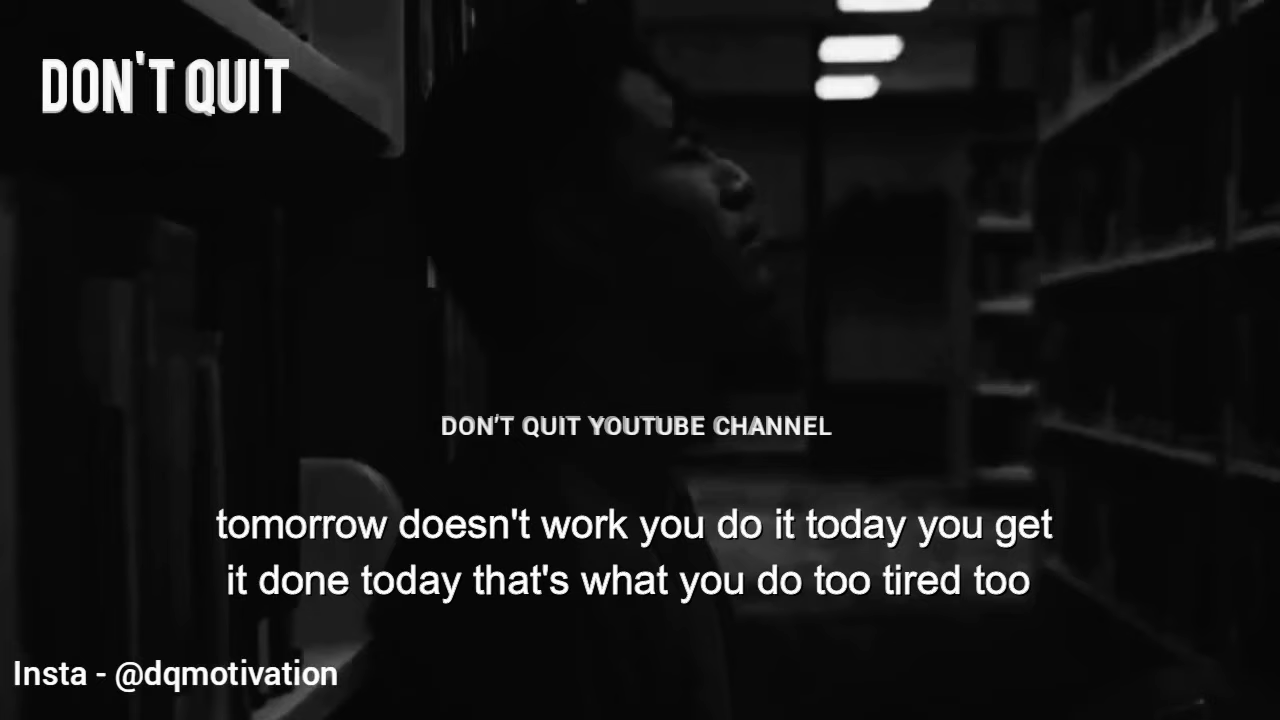 DON'T QUIT
DON'T QUIT YOUTUBE CHANNEL
tomorrow doesn't work you do it today you get
it done today that's what you do too tired too
Insta - @dqmotivation